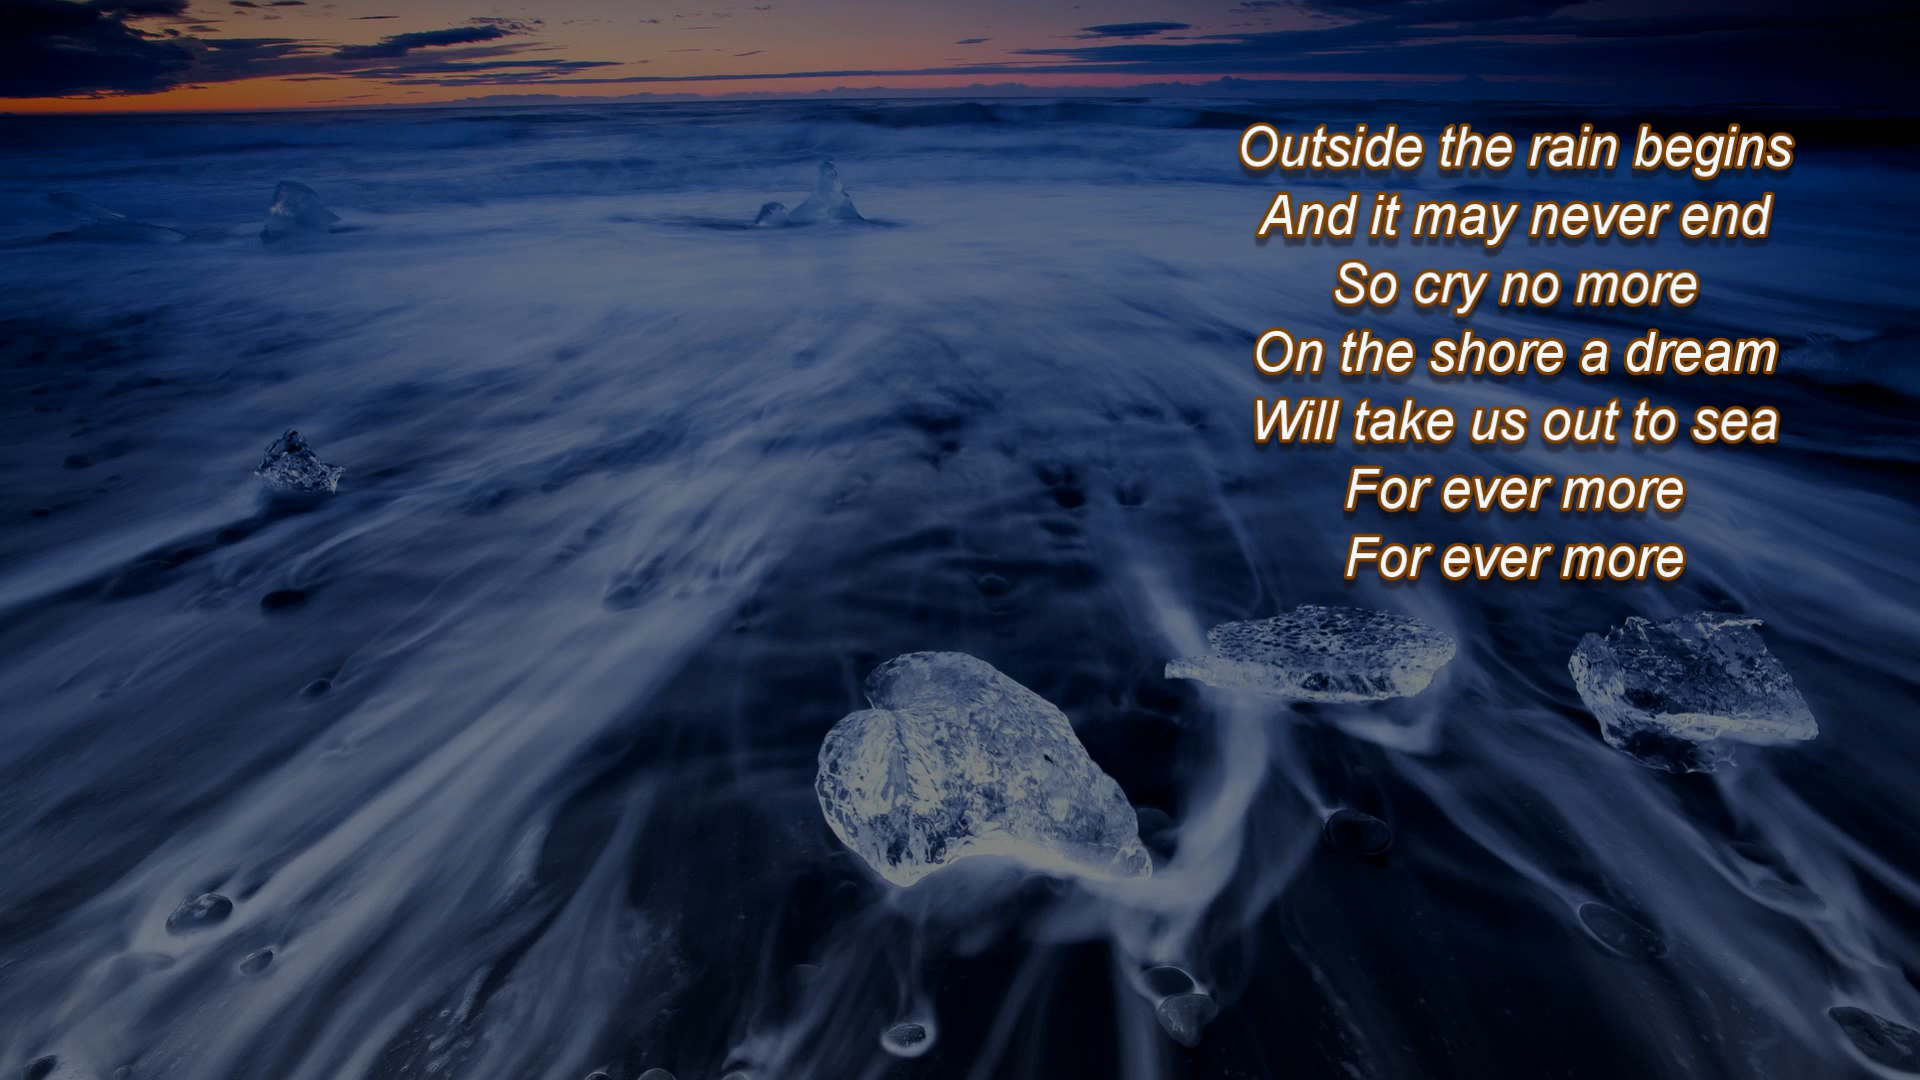 Outside the rain begins
And it may never end
So cry no more
On the shore a dream
Will take us out to sea
For ever more
For ever more